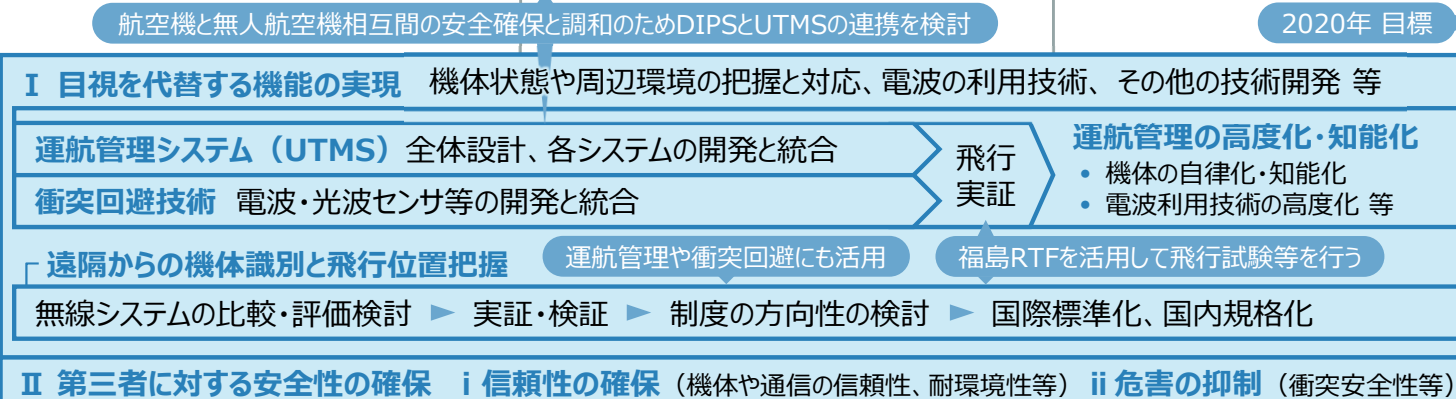 航空機と無人航空機相互間の安全確保と調和のためDIPSとUTMSの連携を検討
2020年 目標
Ⅰ 目視を代替する機能の実現 機体状態や周辺環境の把握と対応、電波の利用技術、その他の技術開発 等
運航管理システム（UTMS）全体設計、各システムの開発と統合
衝突回避技術 電波・光波センサ等の開発と統合
飛行
実証
運航管理の高度化・知能化
• 機体の自律化・知能化
• 電波利用技術の高度化 等
遠隔からの機体識別と飛行位置把握
運航管理や衝突回避にも活用
福島RTFを活用して飛行試験等を行う
無線システムの比較・評価検討 ► 実証・検証 ► 制度の方向性の検討 ► 国際標準化、国内規格化
Ⅱ 第三者に対する安全性の確保 ⅰ 信頼性の確保（機体や通信の信頼性、耐環境性等） ⅱ 危害の抑制（衝突安全性等）